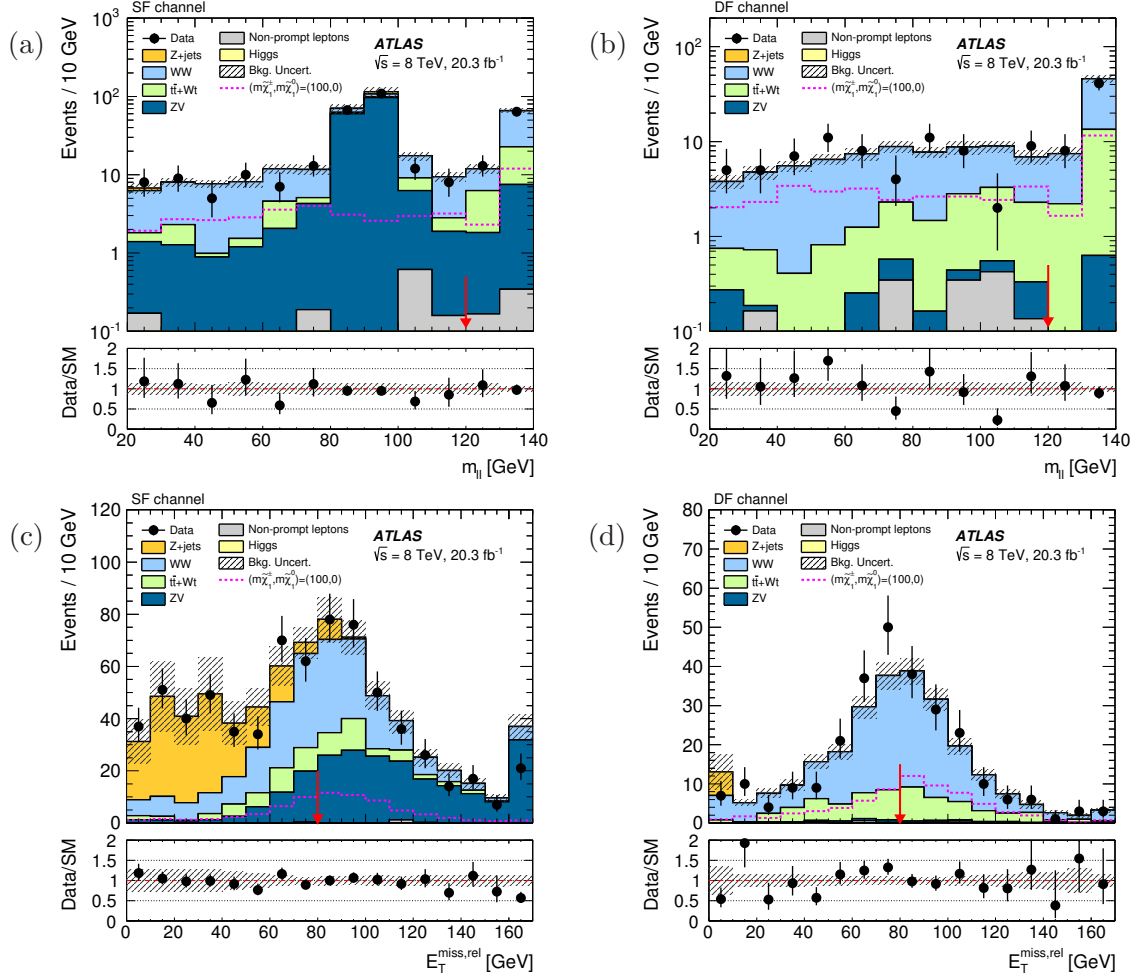 (a)
SF channel
Events / 10 GeV
10³
10²
10
1
10⁻¹
Data
Z+jets
WW
tt̄+Wt
ZV
Non-prompt leptons
Higgs
Bkg. Uncert.
(mχ̃₁±,mχ̃₁⁰)=(100,0)
ATLAS
√s = 8 TeV, 20.3 fb⁻¹
Data/SM
2
1.5
1
0.5
0
20 40 60 80 100 120 140
m_ll [GeV]
(b)
DF channel
Events / 10 GeV
10²
10
1
10⁻¹
Data
Z+jets
WW
tt̄+Wt
ZV
Non-prompt leptons
Higgs
Bkg. Uncert.
(mχ̃₁±,mχ̃₁⁰)=(100,0)
ATLAS
√s = 8 TeV, 20.3 fb⁻¹
Data/SM
2
1.5
1
0.5
0
20 40 60 80 100 120 140
m_ll [GeV]
(c)
SF channel
Events / 10 GeV
120
100
80
60
40
20
0
Data
Z+jets
WW
tt̄+Wt
ZV
Non-prompt leptons
Higgs
Bkg. Uncert.
(mχ̃₁±,mχ̃₁⁰)=(100,0)
ATLAS
√s = 8 TeV, 20.3 fb⁻¹
Data/SM
2
1.5
1
0.5
0
0 20 40 60 80 100 120 140 160
E_T^miss,rel [GeV]
(d)
DF channel
Events / 10 GeV
80
70
60
50
40
30
20
10
0
Data
Z+jets
WW
tt̄+Wt
ZV
Non-prompt leptons
Higgs
Bkg. Uncert.
(mχ̃₁±,mχ̃₁⁰)=(100,0)
ATLAS
√s = 8 TeV, 20.3 fb⁻¹
Data/SM
2
1.5
1
0.5
0
0 20 40 60 80 100 120 140 160
E_T^miss,rel [GeV]